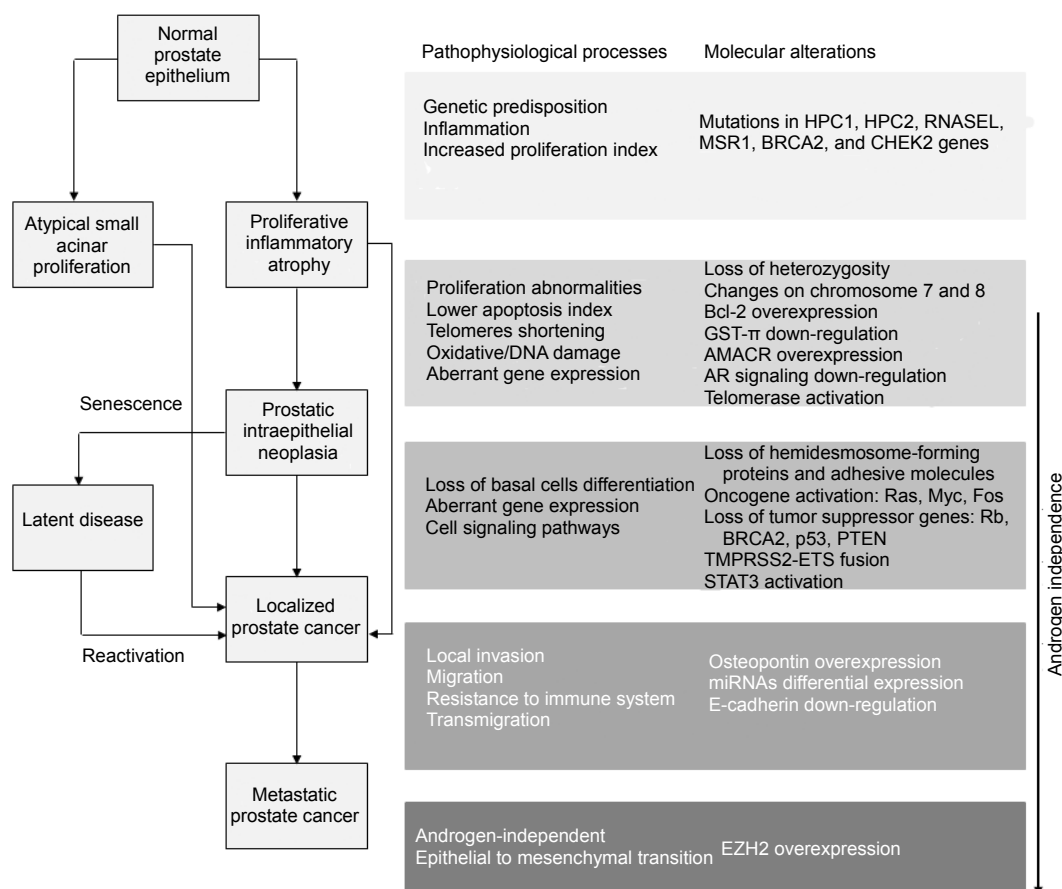 Normal
prostate
epithelium
Atypical small
acinar
proliferation
Proliferative
inflammatory
atrophy
Senescence
Prostatic
intraepithelial
neoplasia
Latent disease
Localized
prostate cancer
Reactivation
Metastatic
prostate cancer
Pathophysiological processes
Molecular alterations
Genetic predisposition
Inflammation
Increased proliferation index
Mutations in HPC1, HPC2, RNASEL,
MSR1, BRCA2, and CHEK2 genes
Proliferation abnormalities
Lower apoptosis index
Telomeres shortening
Oxidative/DNA damage
Aberrant gene expression
Loss of heterozygosity
Changes on chromosome 7 and 8
Bcl-2 overexpression
GST-π down-regulation
AMACR overexpression
AR signaling down-regulation
Telomerase activation
Loss of basal cells differentiation
Aberrant gene expression
Cell signaling pathways
Loss of hemidesmosome-forming
proteins and adhesive molecules
Oncogene activation: Ras, Myc, Fos
Loss of tumor suppressor genes: Rb,
BRCA2, p53, PTEN
TMPRSS2-ETS fusion
STAT3 activation
Local invasion
Migration
Resistance to immune system
Transmigration
Osteopontin overexpression
miRNAs differential expression
E-cadherin down-regulation
Androgen-independent
Epithelial to mesenchymal transition
EZH2 overexpression
Androgen independence